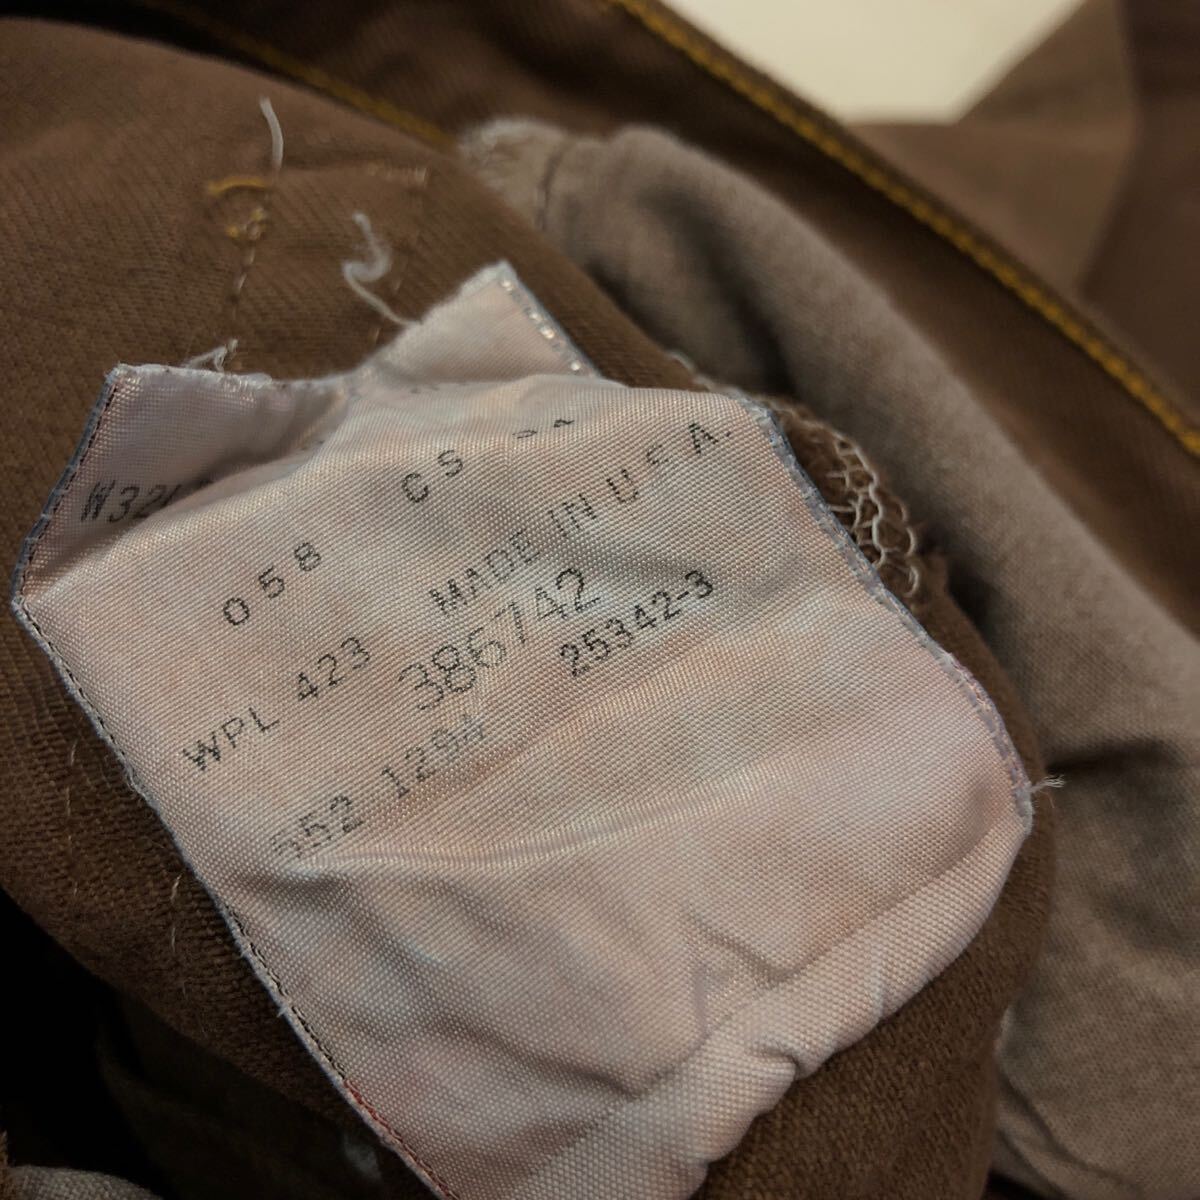 W32
058 CS
WPL 423 MADE IN U.S.A.
386742
552 1294 25342-3